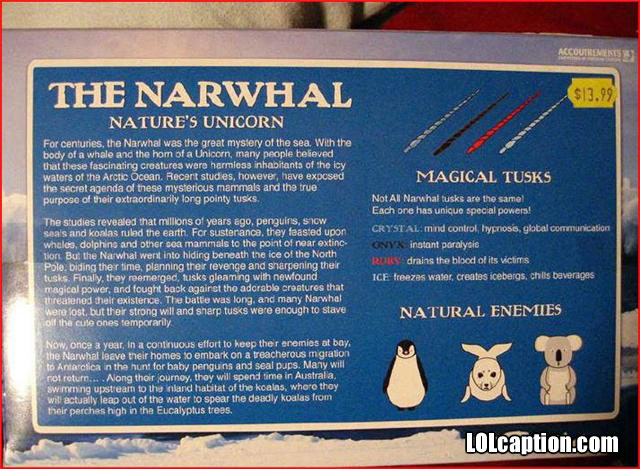 ACCOUTREMENTS
$13.99
THE NARWHAL
NATURE'S UNICORN
For centuries, the Narwhal was the great mystery of the sea. With the
body of a whale and the horn of a Unicorn, many people believed
that these fascinating creatures were harmless inhabitants of the icy
waters of the Arctic Ocean. Recent studies, however, have exposed
the secret agenda of these mysterious mammals and the true
purpose of their extraordinarily long pointy tusks.
The studies revealed that millions of years ago, penguins, snow
seals and koalas ruled the earth. For sustenance, they feasted upon
whales, dolphins and other sea mammals to the point of near extinc-
tion. But the Narwhal went into hiding beneath the ice of the North
Pole, biding their time, planning their revenge and sharpening their
tusks. Finally, they reemerged, tusks gleaming with newfound
magical power, and fought back against the adorable creatures that
threatened their existence. The battle was long, and many Narwhal
were lost, but their strong will and sharp tusks were enough to stave
off the cute ones temporarily.
Now, once a year, in a continuous effort to keep their enemies at bay,
the Narwhal leave their homes to embark on a treacherous migration
to Antarctica in the hunt for baby penguins and seal pups. Many will
not return... . Along their journey, they will spend time in Australia,
swimming upstream to the inland habitat of the koalas, where they
will actually leap out of the water to spear the deadly koalas from
their perches high in the Eucalyptus trees.
MAGICAL TUSKS
Not All Narwhal tusks are the same!
Each one has unique special powers!
CRYSTAL: mind control, hypnosis, global communication
ONYX: instant paralysis
RUBY: drains the blood of its victims
ICE: freezes water, creates icebergs, chills beverages
NATURAL ENEMIES
LOLcaption.com